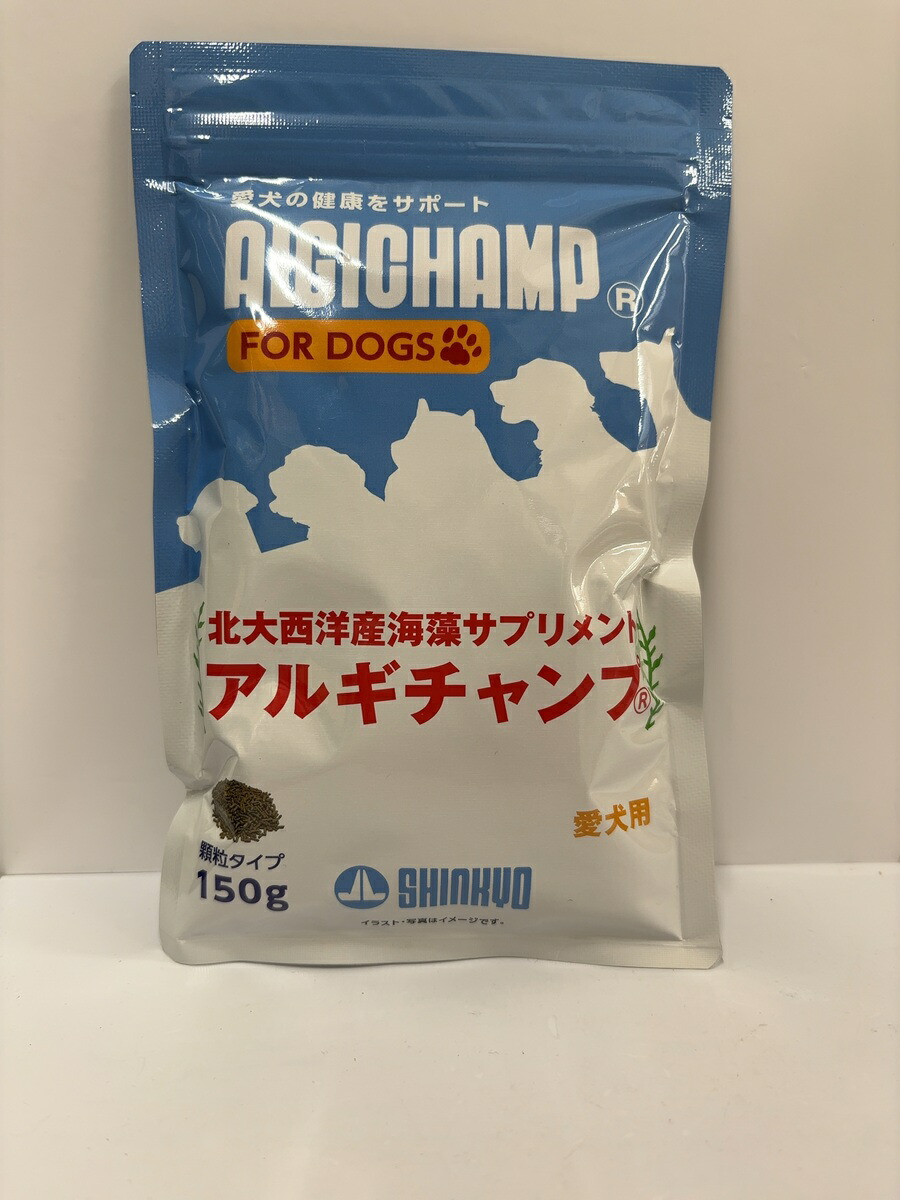 愛犬の健康をサポート
AlGICHAMP®
FOR DOGS
北大西洋産海藻サプリメント
アルギチャンプ®
愛犬用
顆粒タイプ
150g
SHINKYO
イラスト・写真はイメージです。